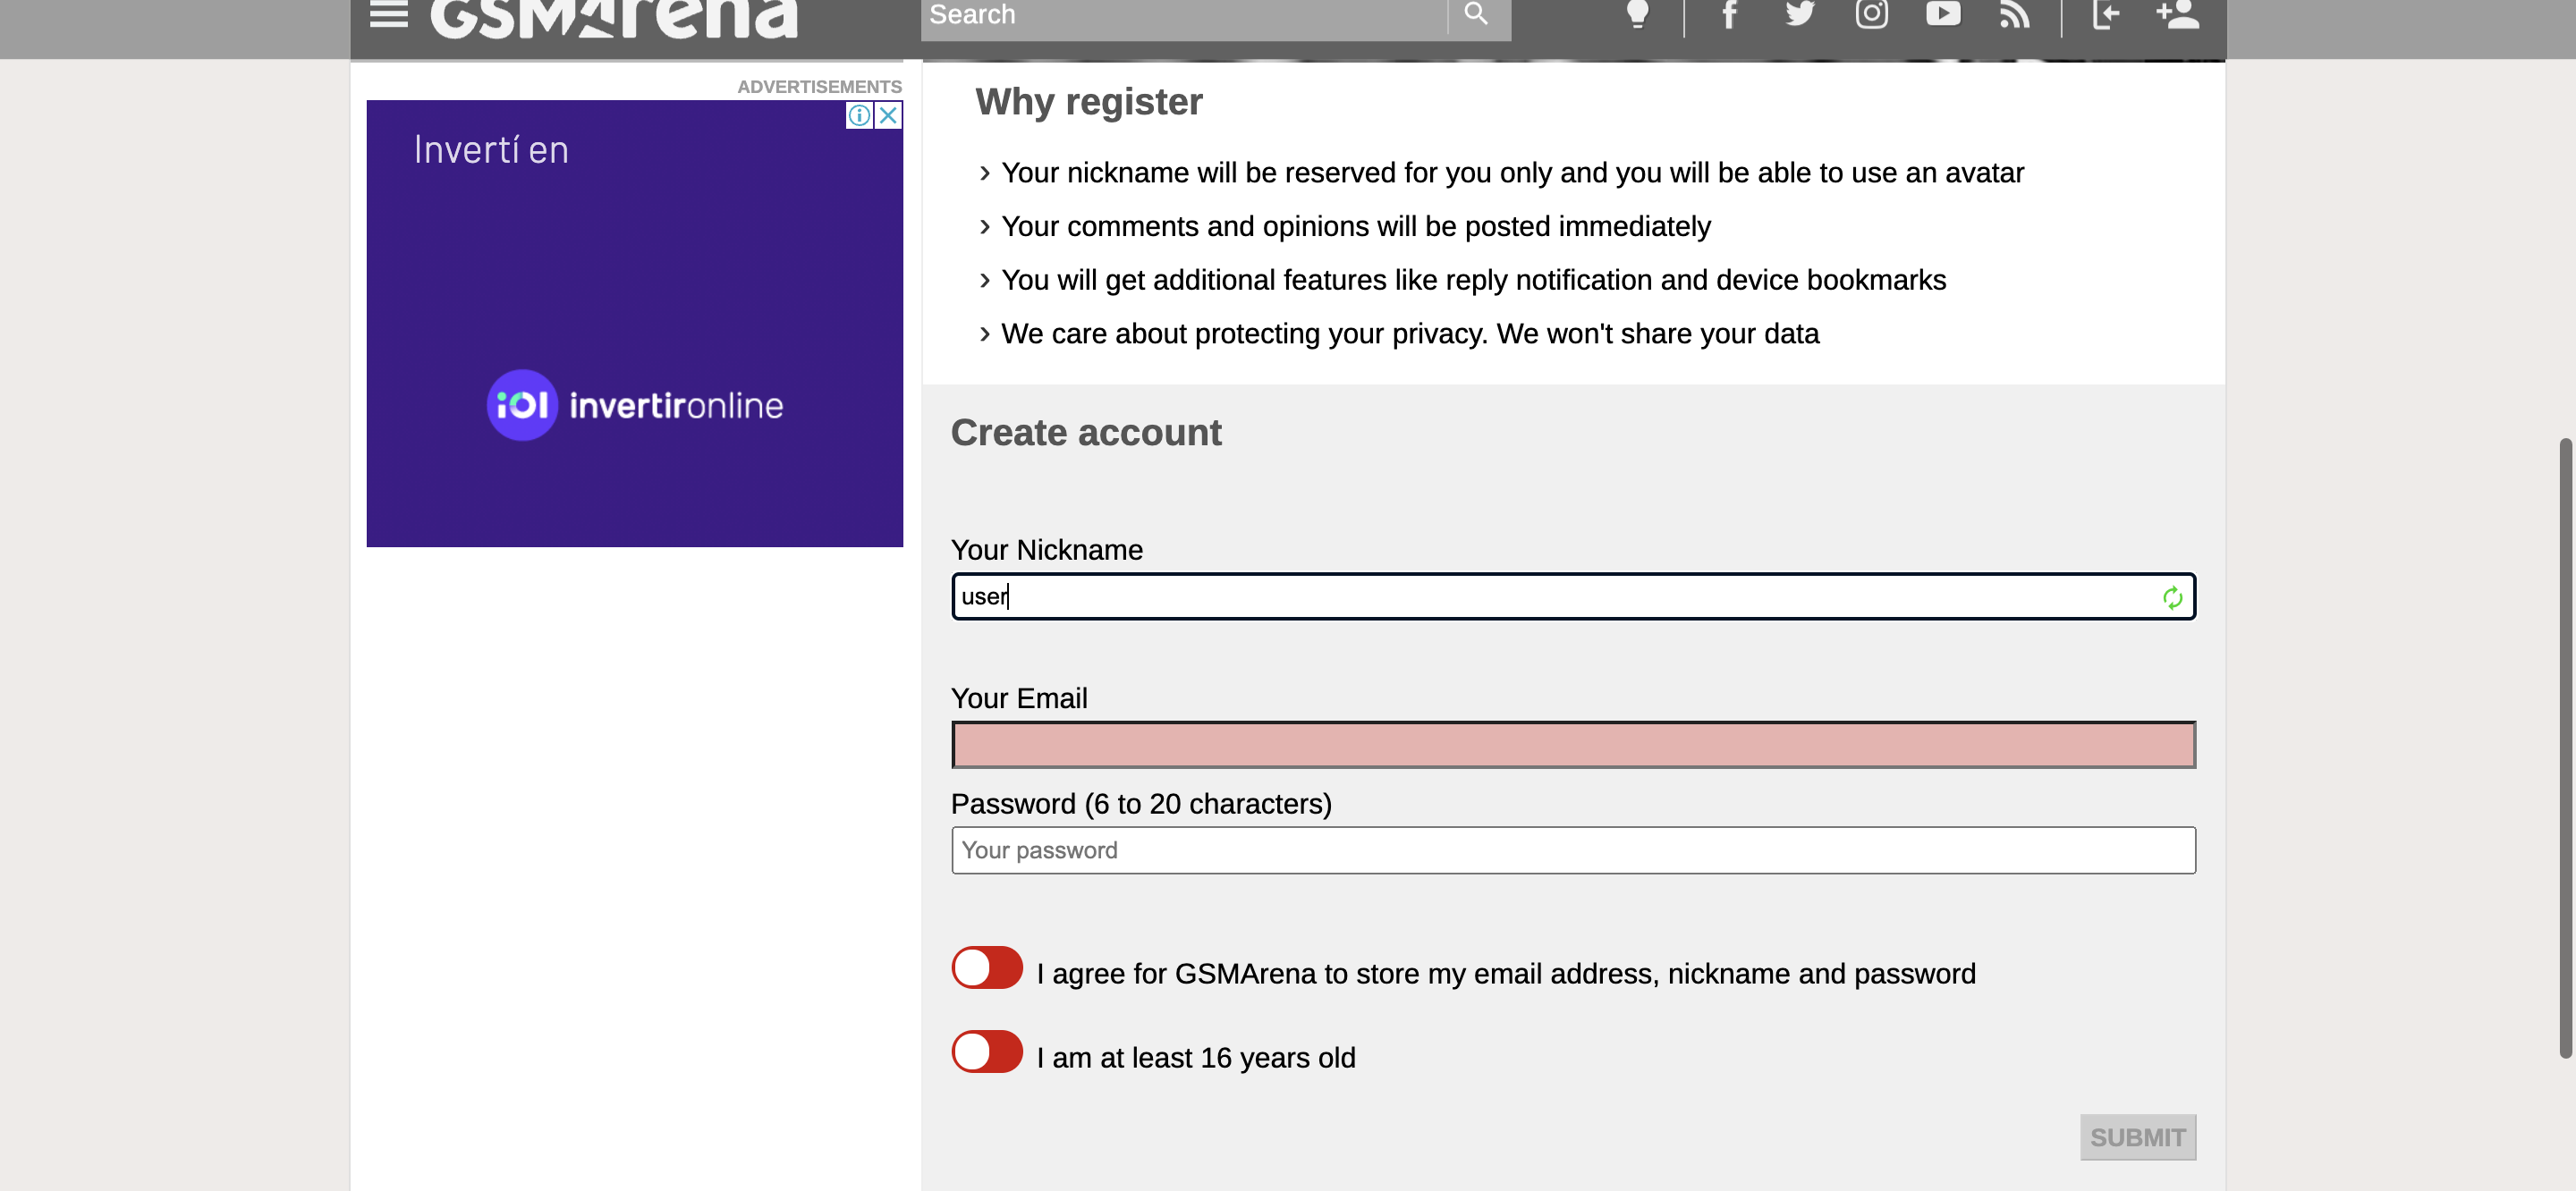 GSMArena
Search
ADVERTISEMENTS
Invertí en
iol invertironline
Why register
Your nickname will be reserved for you only and you will be able to use an avatar
Your comments and opinions will be posted immediately
You will get additional features like reply notification and device bookmarks
We care about protecting your privacy. We won't share your data
Create account
Your Nickname
user
Your Email
Password (6 to 20 characters)
Your password
I agree for GSMArena to store my email address, nickname and password
I am at least 16 years old
SUBMIT